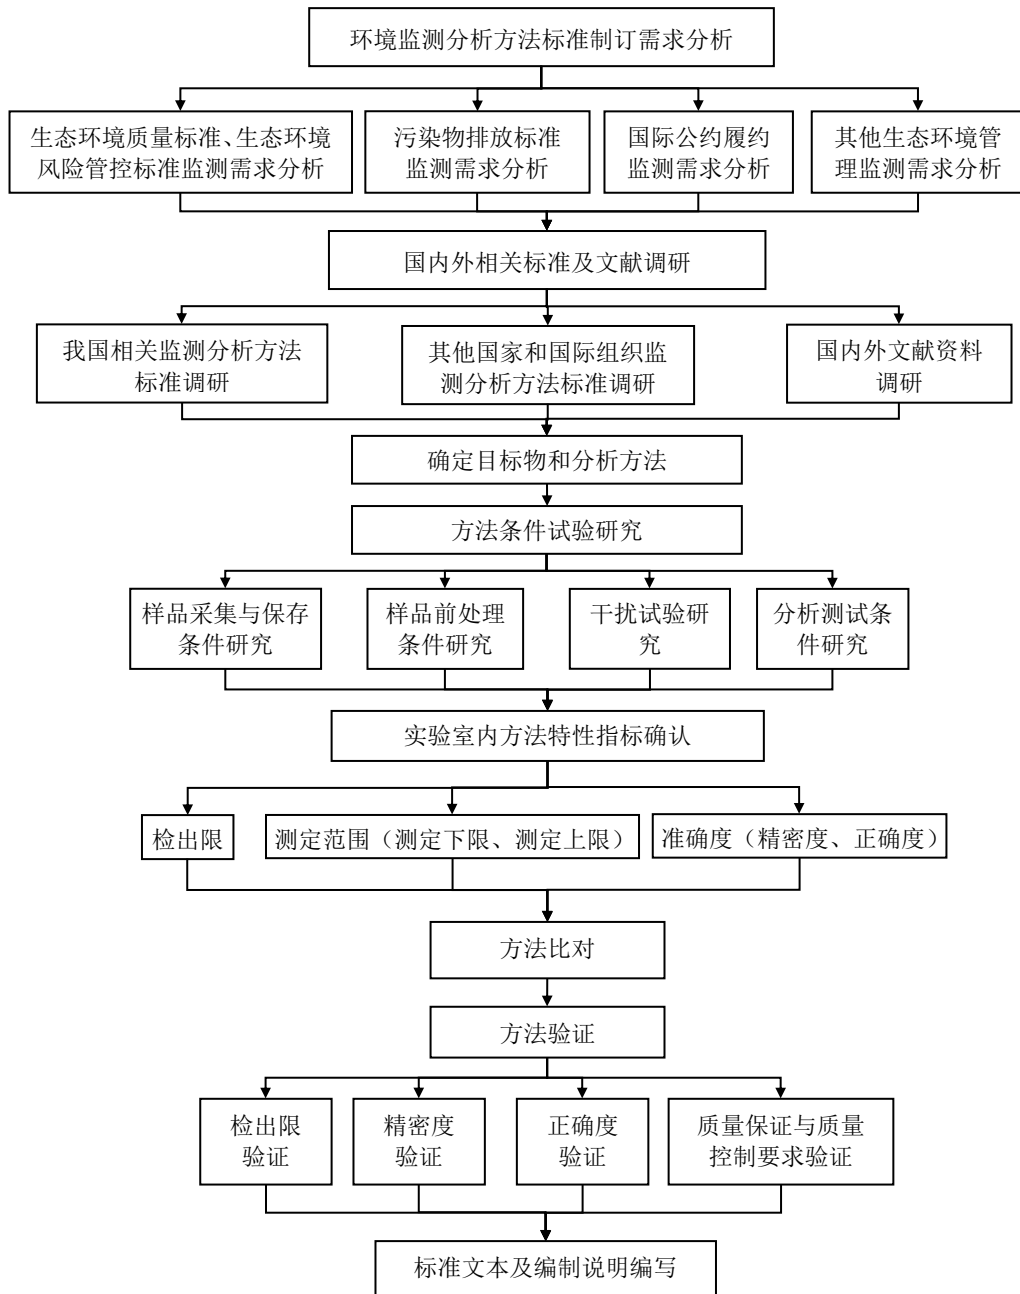 环境监测分析方法标准制订需求分析
生态环境质量标准、生态环境
风险管控标准监测需求分析
污染物排放标准
监测需求分析
国际公约履约
监测需求分析
其他生态环境管
理监测需求分析
国内外相关标准及文献调研
我国相关监测分析方法
标准调研
其他国家和国际组织监
测分析方法标准调研
国内外文献资料
调研
确定目标物和分析方法
方法条件试验研究
样品采集与保存
条件研究
样品前处理
条件研究
干扰试验研
究
分析测试条
件研究
实验室内方法特性指标确认
检出限
测定范围（测定下限、测定上限）
准确度（精密度、正确度）
方法比对
方法验证
检出限
验证
精密度
验证
正确度
验证
质量保证与质量
控制要求验证
标准文本及编制说明编写